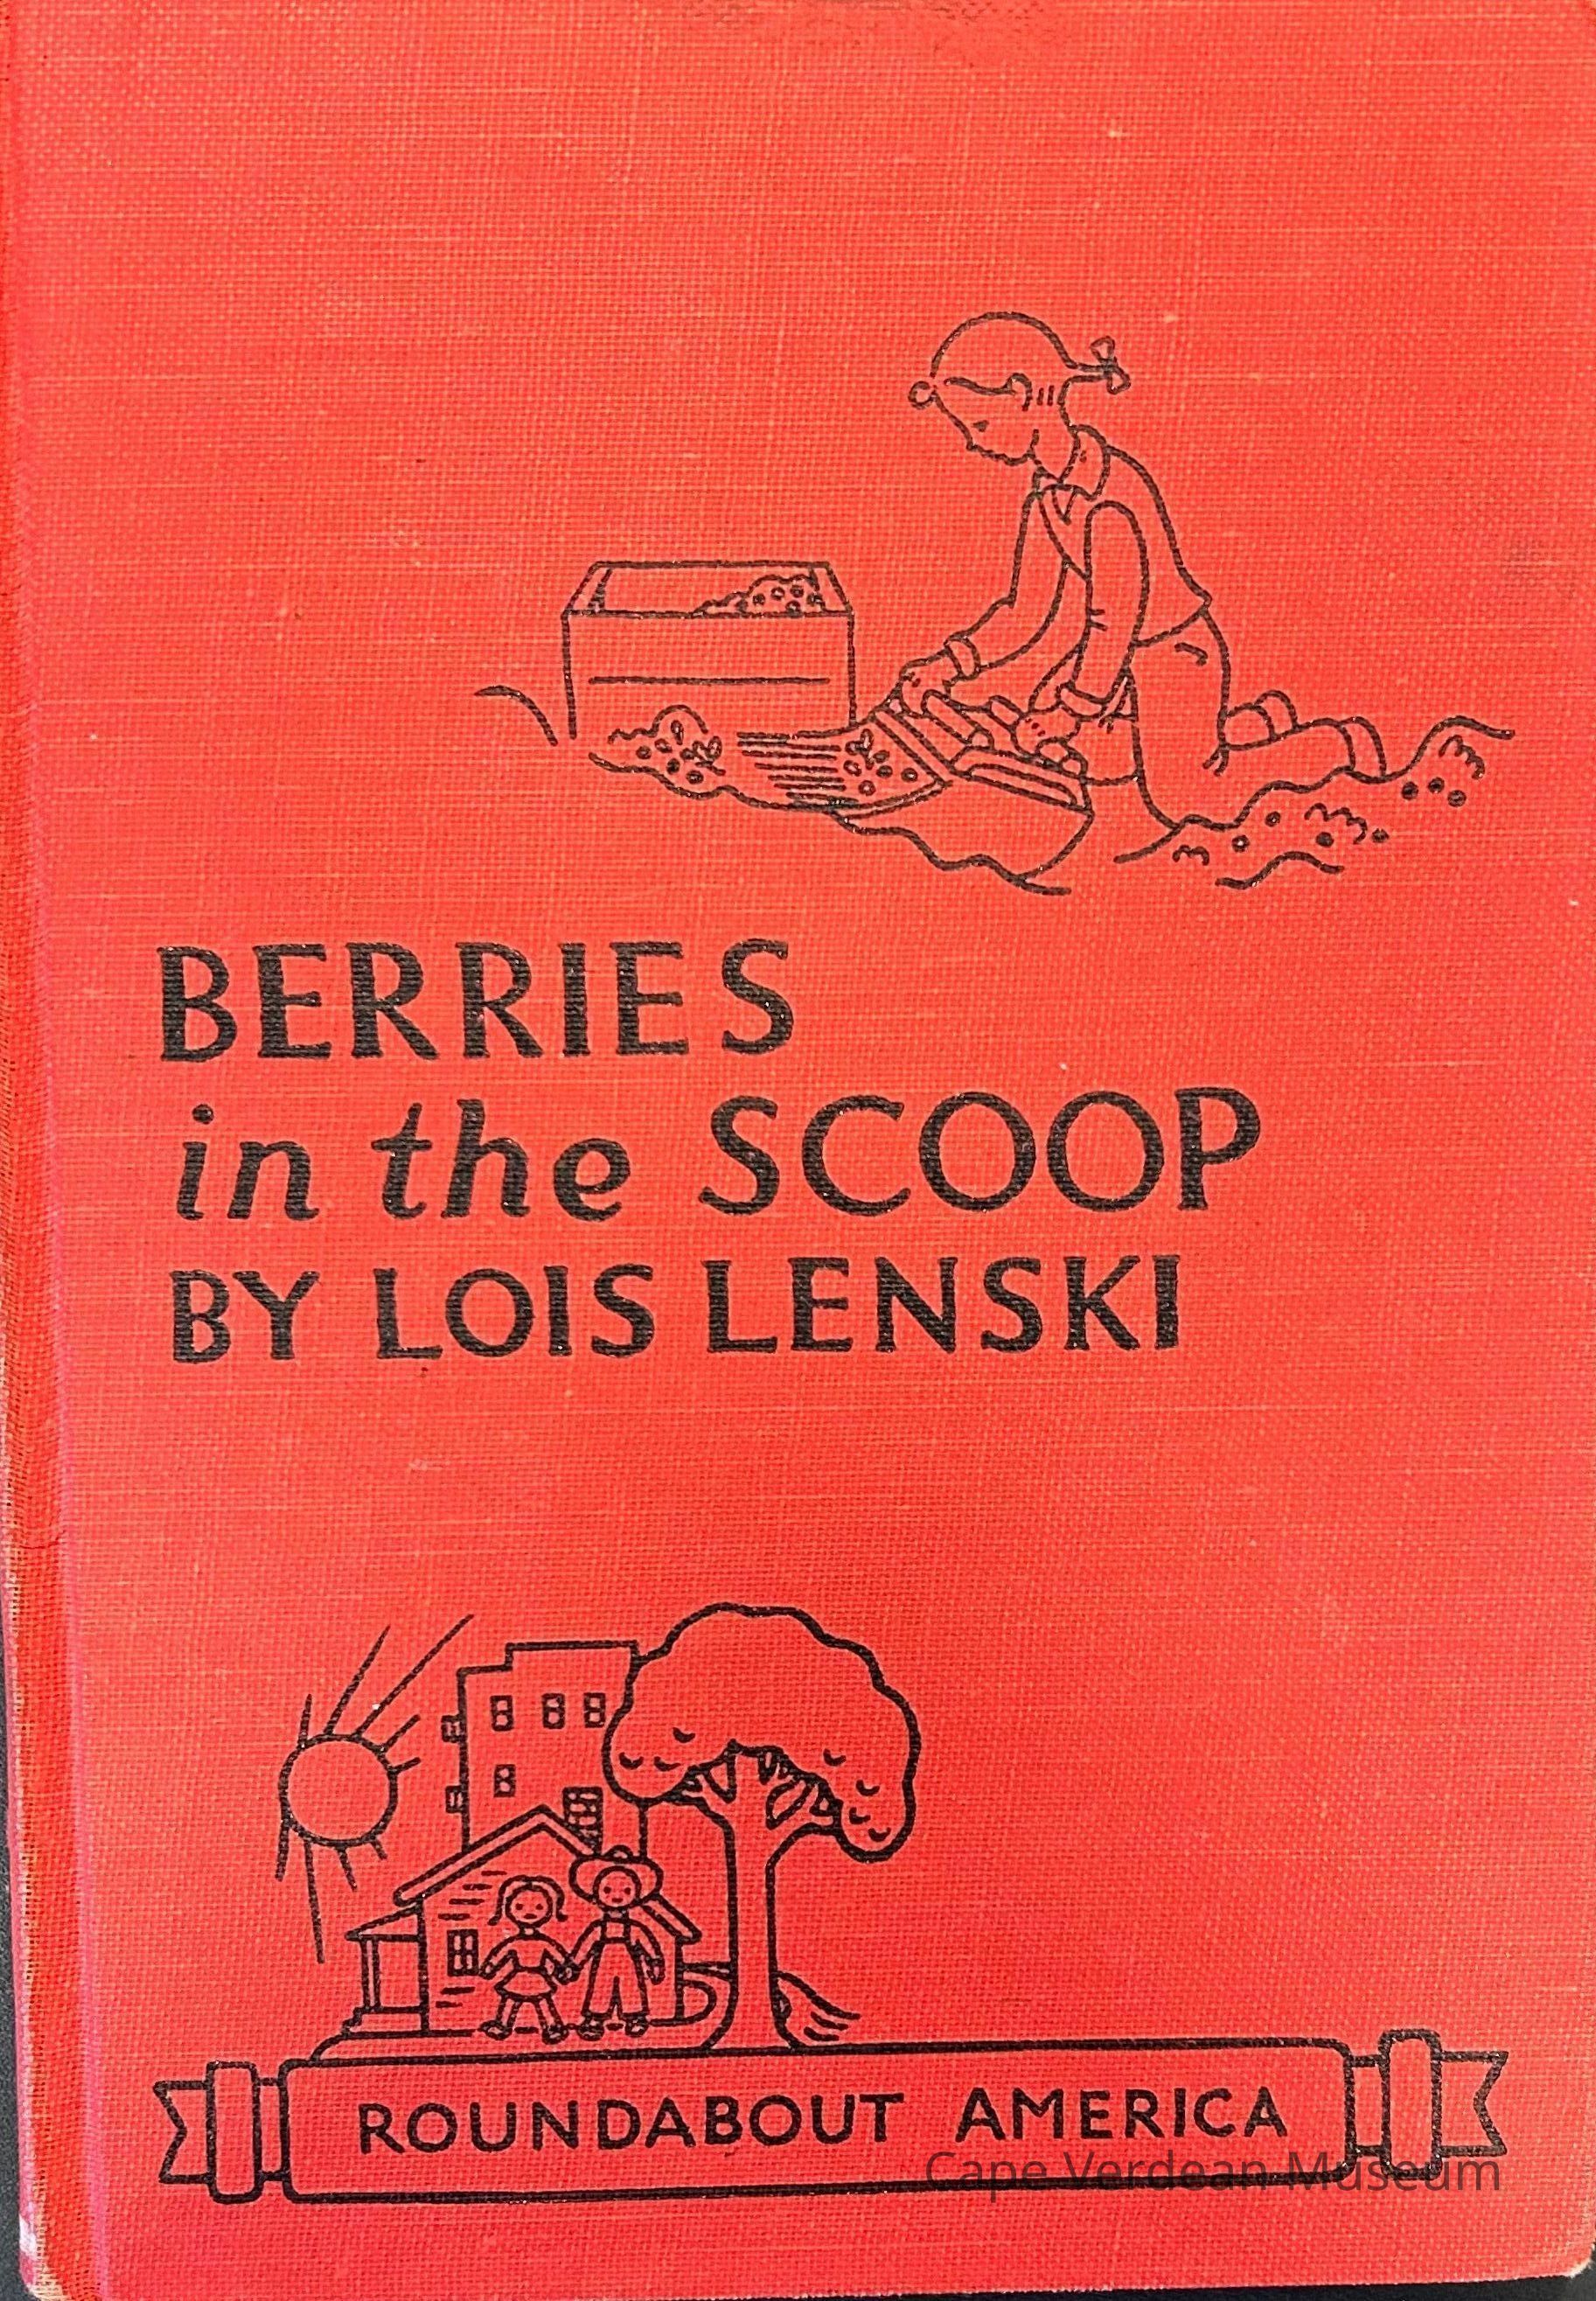 BERRIES
in the SCOOP
BY LOIS LENSKI
ROUNDABOUT AMERICA
Cape Verdean Museum